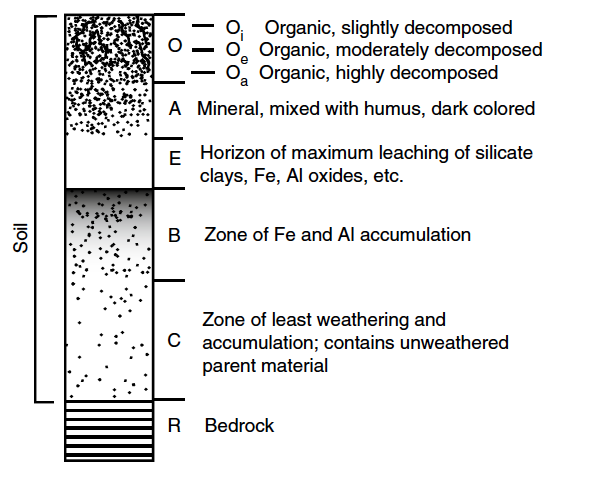 O
Oi Organic, slightly decomposed
Oe Organic, moderately decomposed
Oa Organic, highly decomposed
A Mineral, mixed with humus, dark colored
E Horizon of maximum leaching of silicate
clays, Fe, Al oxides, etc.
Soil
B Zone of Fe and Al accumulation
C Zone of least weathering and
accumulation; contains unweathered
parent material
R Bedrock